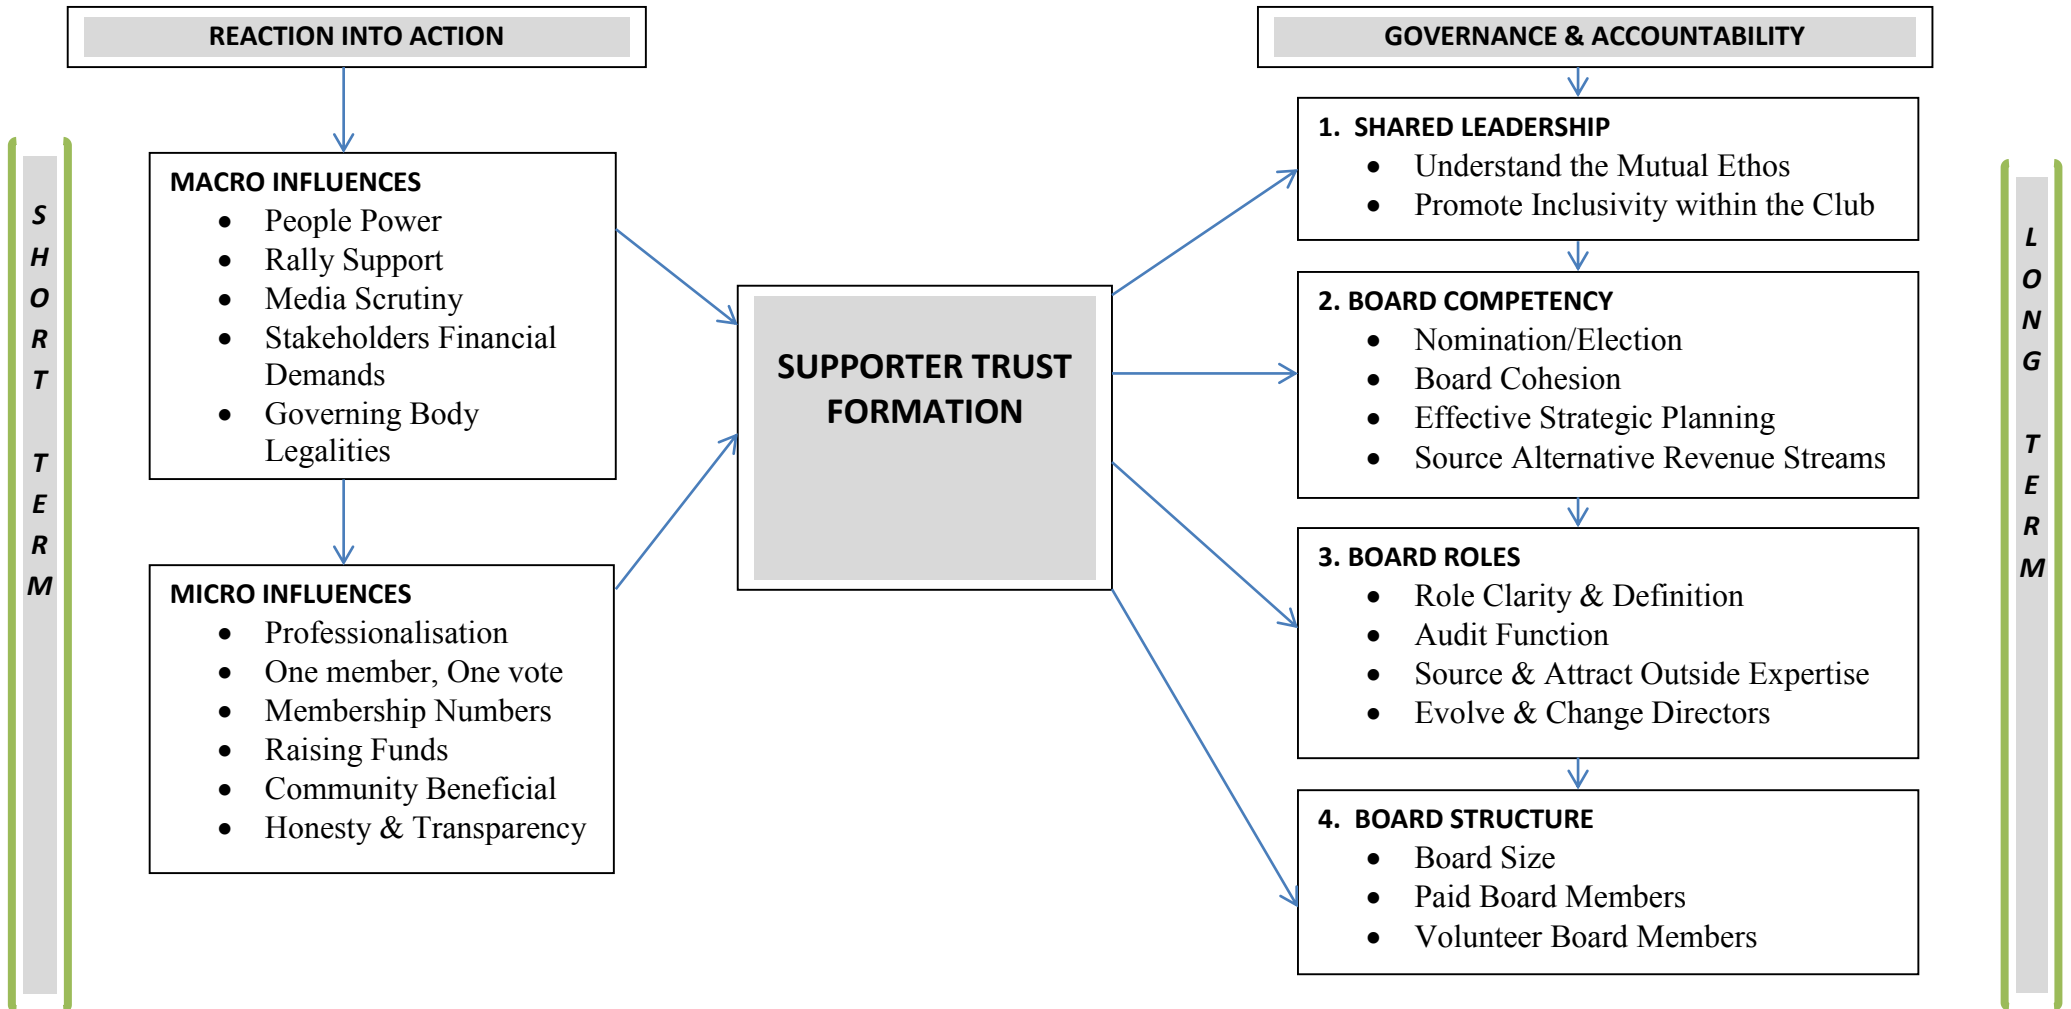 REACTION INTO ACTION
GOVERNANCE & ACCOUNTABILITY
SHORT TERM
MACRO INFLUENCES
• People Power
• Rally Support
• Media Scrutiny
• Stakeholders Financial
Demands
• Governing Body
Legalities
MICRO INFLUENCES
• Professionalisation
• One member, One vote
• Membership Numbers
• Raising Funds
• Community Beneficial
• Honesty & Transparency
SUPPORTER TRUST
FORMATION
1. SHARED LEADERSHIP
• Understand the Mutual Ethos
• Promote Inclusivity within the Club
2. BOARD COMPETENCY
• Nomination/Election
• Board Cohesion
• Effective Strategic Planning
• Source Alternative Revenue Streams
3. BOARD ROLES
• Role Clarity & Definition
• Audit Function
• Source & Attract Outside Expertise
• Evolve & Change Directors
4. BOARD STRUCTURE
• Board Size
• Paid Board Members
• Volunteer Board Members
LONG TERM